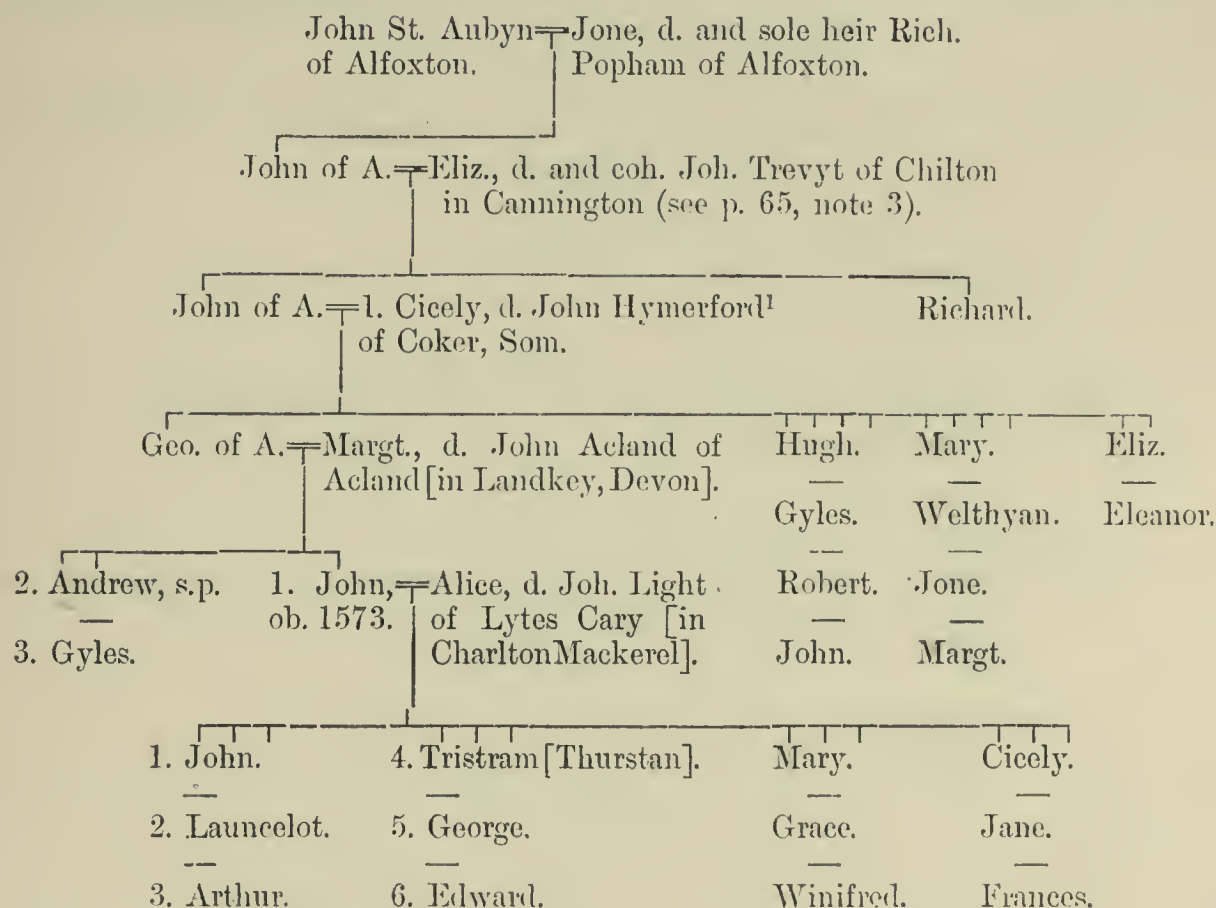 John St. Aubyn=Jone, d. and sole heir Rich.
of Alfoxton. Popham of Alfoxton.
John of A.=Eliz., d. and coh. Joh. Trevyt of Chilton
in Cannington (see p. 65, note 3).
John of A.=1. Cicely, d. John Hymerford¹ Richard.
of Coker, Som.
Geo. of A.=Margt., d. John Acland of Hugh. Mary. Eliz.
Acland [in Landkey, Devon].
Gyles. Welthyan. Eleanor.
2. Andrew, s.p. 1. John,=Alice, d. Joh. Light Robert. Jone.
ob. 1573. of Lytes Cary [in
3. Gyles. Charlton Mackerel]. John. Margt.
1. John. 4. Tristram [Thurstan]. Mary. Cicely.
2. Launcelot. 5. George. Grace. Jane.
3. Arthur. 6. Edward. Winifred. Frances.